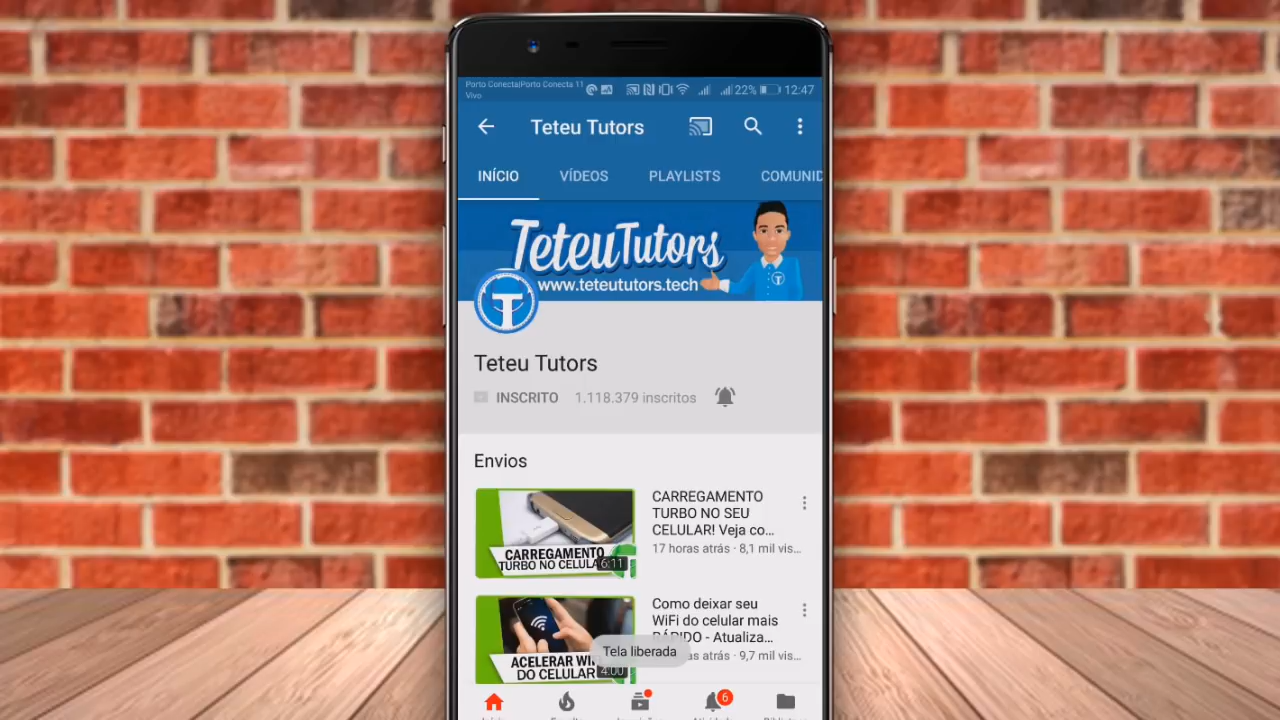 Porto Conecta|Porto Conecta 11
Vivo
22% 12:47
Teteu Tutors
INÍCIO VÍDEOS PLAYLISTS COMUNID
TeteuTutors
www.teteututors.tech
T
T
Teteu Tutors
INSCRITO 1.118.379 inscritos
Envios
CARREGAMENTO
TURBO NO SEU
CELULAR! Veja co...
17 horas atrás · 8,1 mil vis...
CARREGAMENTO
TURBO NO CELULA
6:11
Como deixar seu
WiFi do celular mais
RÁPIDO - Atualiza...
as atrás · 9,7 mil vis...
ACELERAR WI
DO CELULAR
4:00
Tela liberada
6